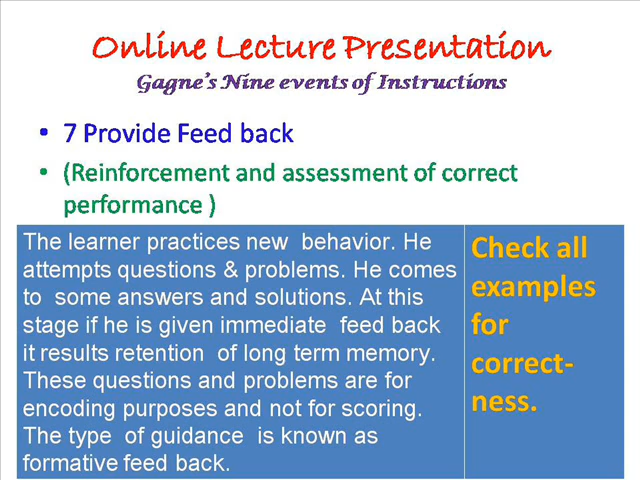 Online Lecture Presentation
Gagne's Nine events of Instructions
• 7 Provide Feed back
• (Reinforcement and assessment of correct
performance )
The learner practices new behavior. He
attempts questions & problems. He comes
to some answers and solutions. At this
stage if he is given immediate feed back
it results retention of long term memory.
These questions and problems are for
encoding purposes and not for scoring.
The type of guidance is known as
formative feed back.
Check all
examples
for
correct-
ness.